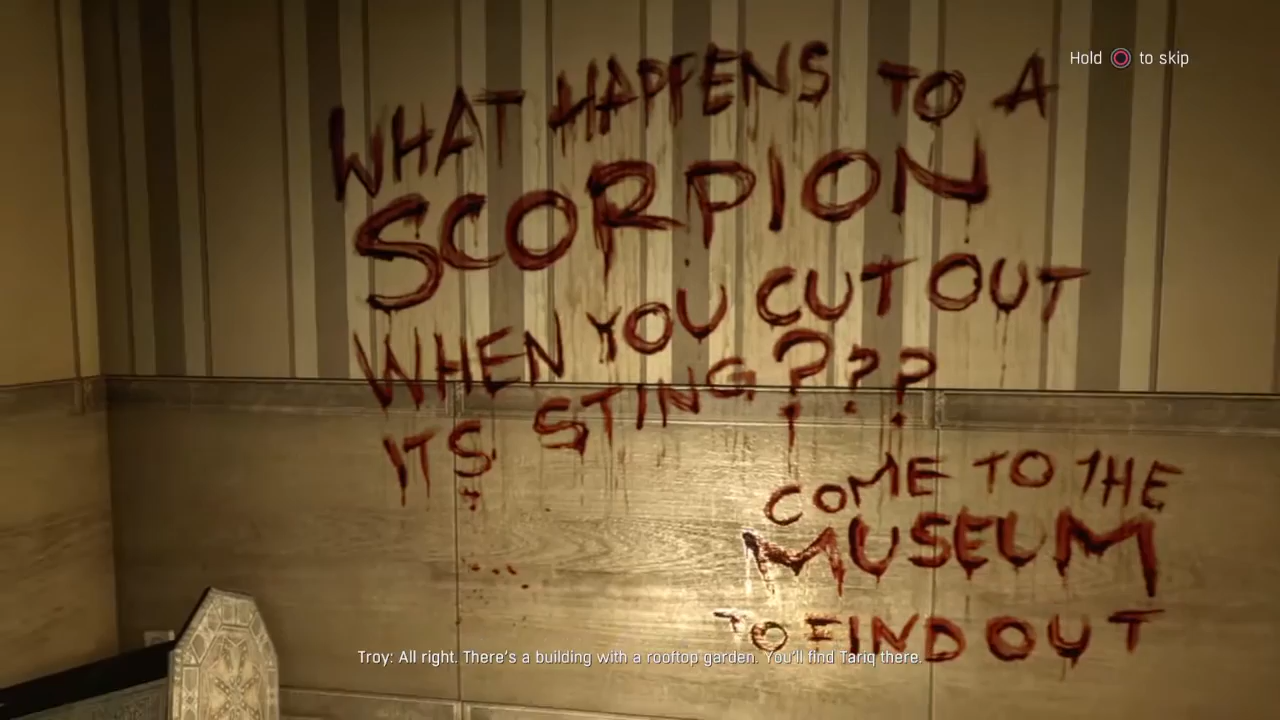 Hold to skip
WHAT HAPPENS TO A
SCORPION
WHEN YOU CUT OUT
ITS STING???
COME TO THE
MUSEUM
TO FIND OUT
Troy: All right. There's a building with a rooftop garden. You'll find Tariq there.